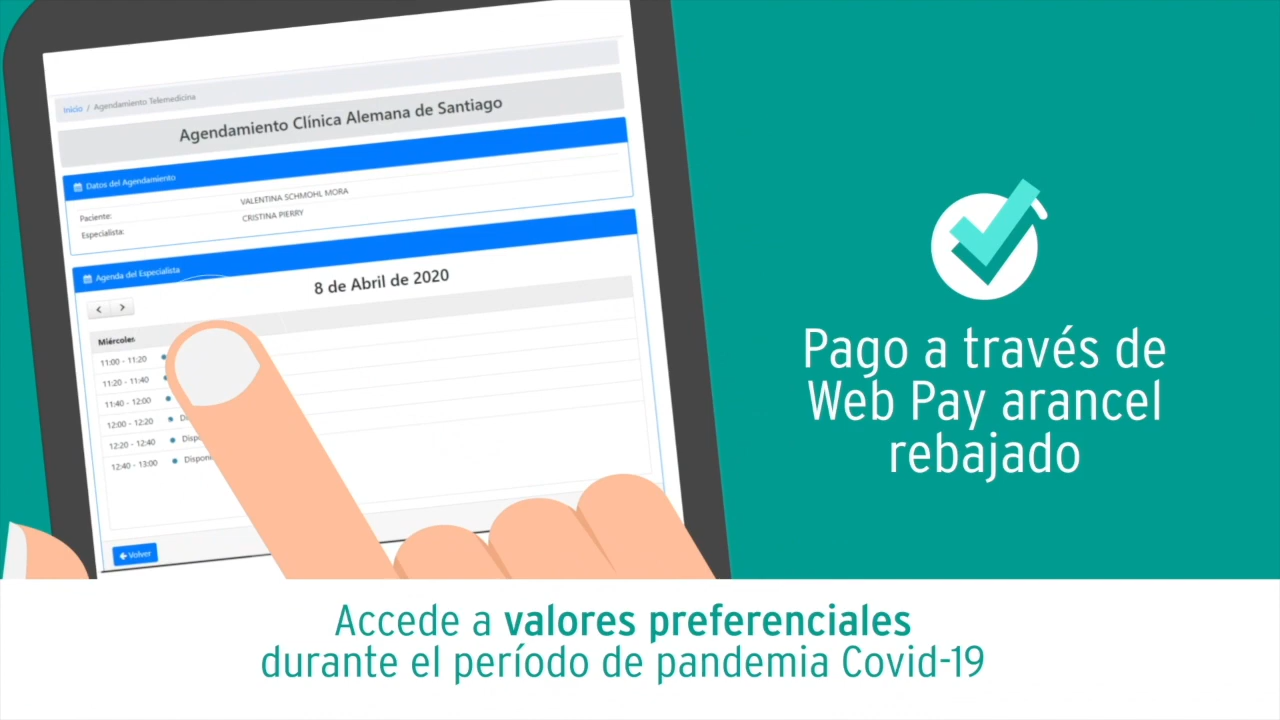 Inicio / Agendamiento Telemedicina
Agendamiento Clínica Alemana de Santiago
Datos del Agendamiento
Paciente: VALENTINA SCHMOHL MORA
Especialista: CRISTINA PIERRY
Agenda del Especialista
8 de Abril de 2020
Miércoles
11:00 - 11:20
11:20 - 11:40
11:40 - 12:00
12:00 - 12:20
12:20 - 12:40
12:40 - 13:00
Volver
Pago a través de
Web Pay arancel
rebajado
Accede a valores preferenciales
durante el período de pandemia Covid-19